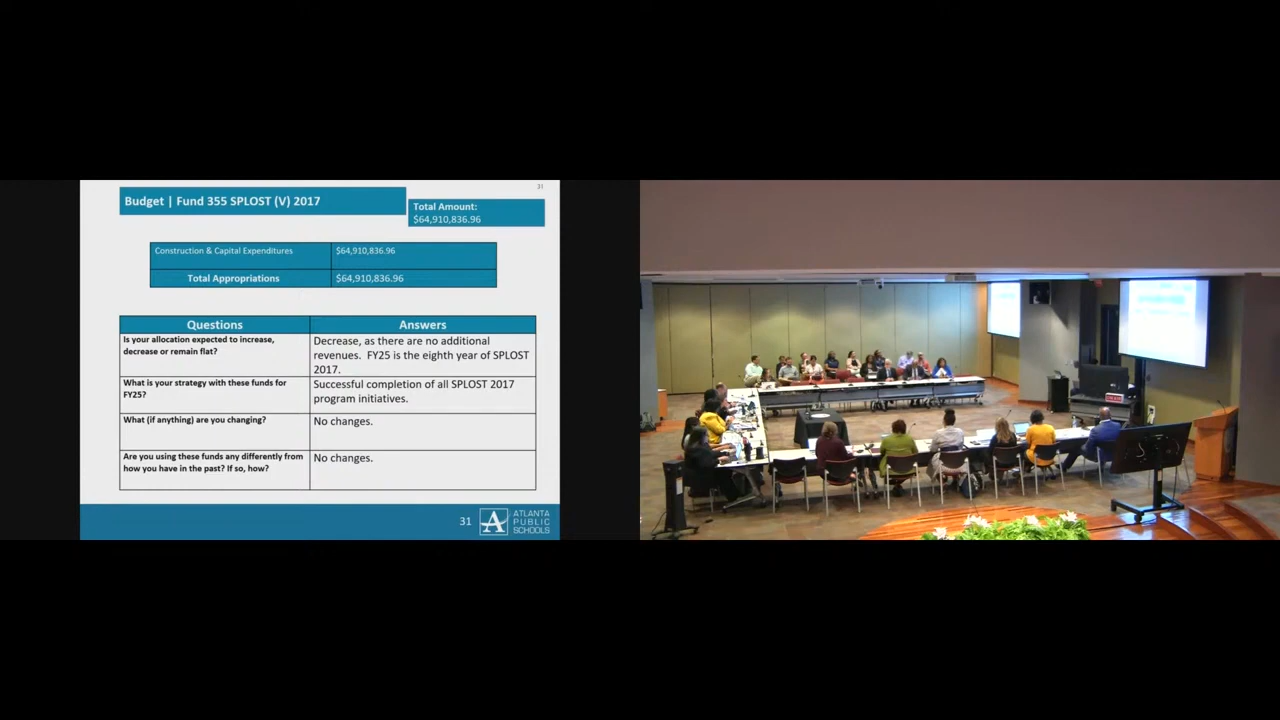 31
Budget | Fund 355 SPLOST (V) 2017
Total Amount:
$64,910,836.96
Construction & Capital Expenditures
$64,910,836.96
Total Appropriations
$64,910,836.96
Questions
Answers
Is your allocation expected to increase,
decrease or remain flat?
Decrease, as there are no additional
revenues. FY25 is the eighth year of SPLOST
2017.
What is your strategy with these funds for
FY25?
Successful completion of all SPLOST 2017
program initiatives.
What (if anything) are you changing?
No changes.
Are you using these funds any differently from
how you have in the past? If so, how?
No changes.
31
ATLANTA
PUBLIC
SCHOOLS